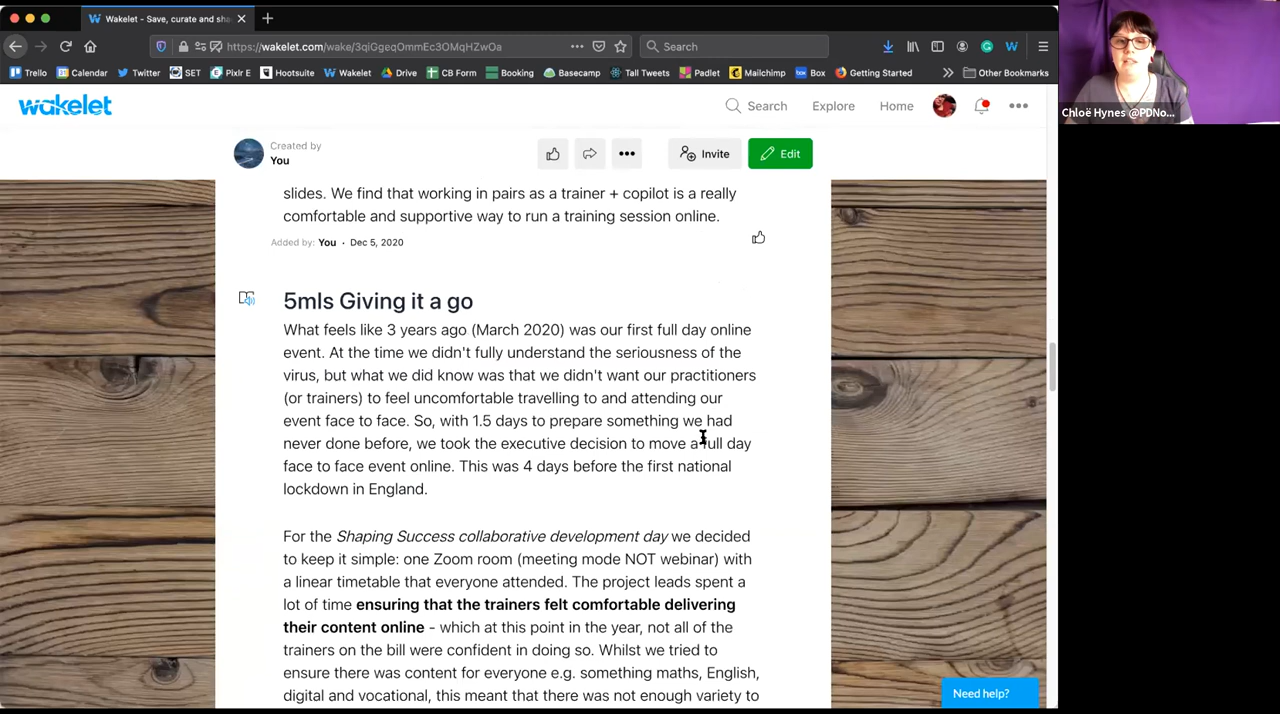 Wakelet - Save, curate and sha
https://wakelet.com/wake/3qiGgeqOmmEc3OMqHZwOa
Search
Trello Calendar Twitter SET Pixlr E Hootsuite Wakelet Drive CB Form Booking Basecamp Tall Tweets Padlet Mailchimp Box Getting Started Other Bookmarks
Chloë Hynes @PDNo...
wakelet
Search Explore Home
Created by
You
Invite
Edit
slides. We find that working in pairs as a trainer + copilot is a really
comfortable and supportive way to run a training session online.
Added by: You · Dec 5, 2020
5mls Giving it a go
What feels like 3 years ago (March 2020) was our first full day online
event. At the time we didn't fully understand the seriousness of the
virus, but what we did know was that we didn't want our practitioners
(or trainers) to feel uncomfortable travelling to and attending our
event face to face. So, with 1.5 days to prepare something we had
never done before, we took the executive decision to move a full day
face to face event online. This was 4 days before the first national
lockdown in England.
For the Shaping Success collaborative development day we decided
to keep it simple: one Zoom room (meeting mode NOT webinar) with
a linear timetable that everyone attended. The project leads spent a
lot of time ensuring that the trainers felt comfortable delivering
their content online - which at this point in the year, not all of the
trainers on the bill were confident in doing so. Whilst we tried to
ensure there was content for everyone e.g. something maths, English,
digital and vocational, this meant that there was not enough variety to
Need help?